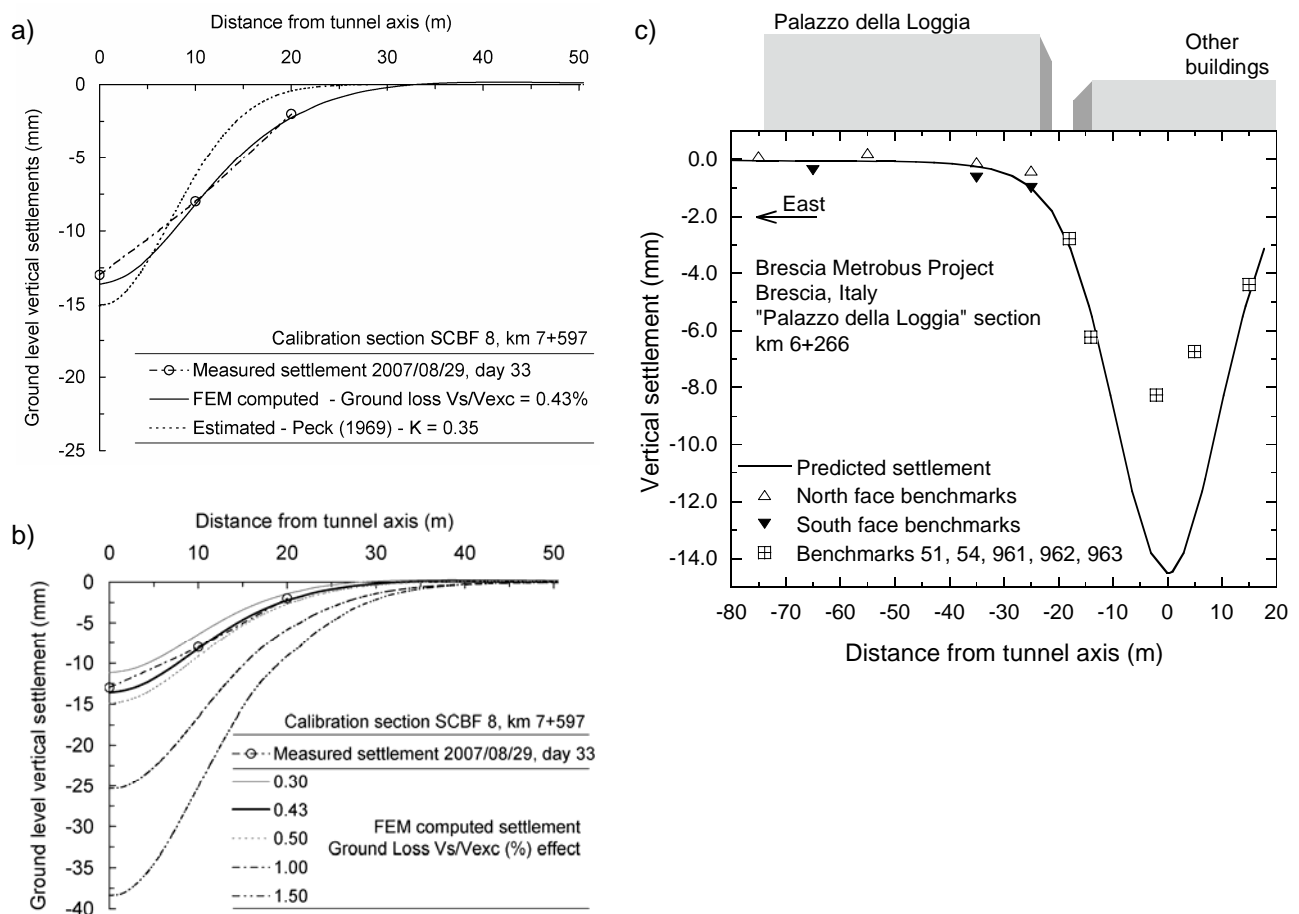 a)
Distance from tunnel axis (m)
0 10 20 30 40 50
0
-5
-10
-15
-20
-25
Ground level vertical settlements (mm)
Calibration section SCBF 8, km 7+597
Measured settlement 2007/08/29, day 33
FEM computed - Ground loss Vs/Vexc = 0.43%
Estimated - Peck (1969) - K = 0.35
b)
Distance from tunnel axis (m)
0 10 20 30 40 50
0
-5
-10
-15
-20
-25
-30
-35
-40
Ground level vertical settlement (mm)
Calibration section SCBF 8, km 7+597
Measured settlement 2007/08/29, day 33
0.30
0.43
0.50
1.00
1.50
FEM computed settlement
Ground Loss Vs/Vexc (%) effect
c)
Palazzo della Loggia
Other
buildings
0.0
-2.0
-4.0
-6.0
-8.0
-10.0
-12.0
-14.0
Vertical settlement (mm)
East
Brescia Metrobus Project
Brescia, Italy
"Palazzo della Loggia" section
km 6+266
Predicted settlement
North face benchmarks
South face benchmarks
Benchmarks 51, 54, 961, 962, 963
-80 -70 -60 -50 -40 -30 -20 -10 0 10 20
Distance from tunnel axis (m)